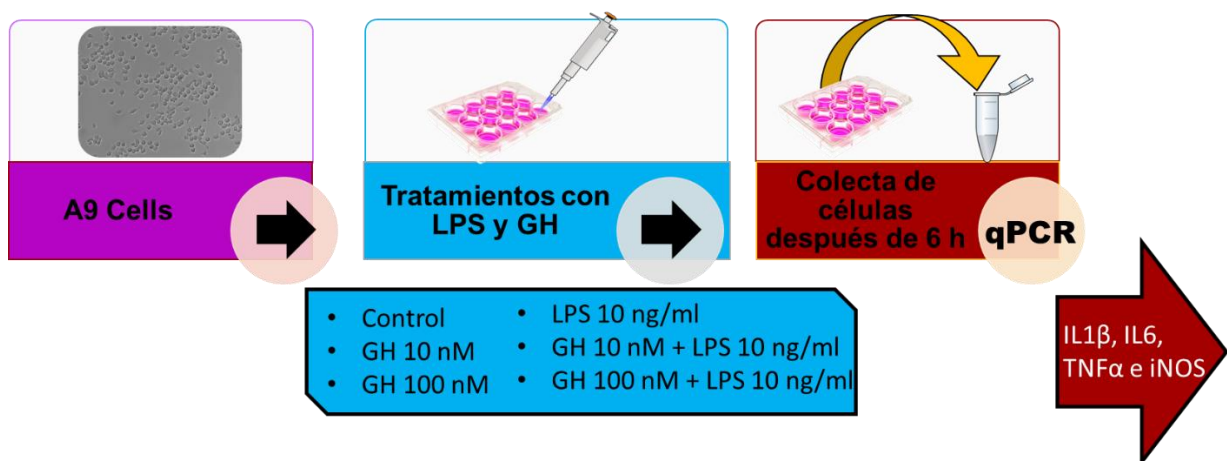 A9 Cells
Tratamientos con
LPS y GH
Colecta de
células
después de 6 h
qPCR
• Control
• GH 10 nM
• GH 100 nM
• LPS 10 ng/ml
• GH 10 nM + LPS 10 ng/ml
• GH 100 nM + LPS 10 ng/ml
IL1β, IL6,
TNFα e iNOS